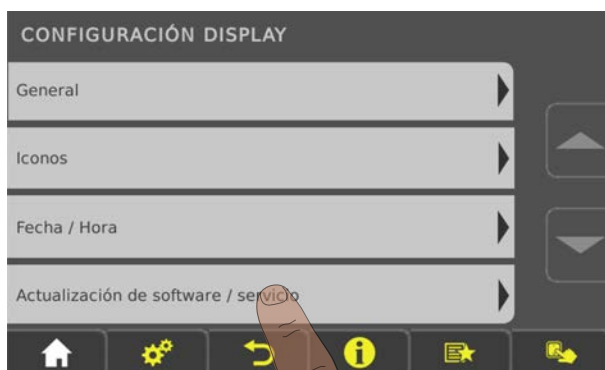 CONFIGURACIÓN DISPLAY
General
Iconos
Fecha / Hora
Actualización de software / servicio